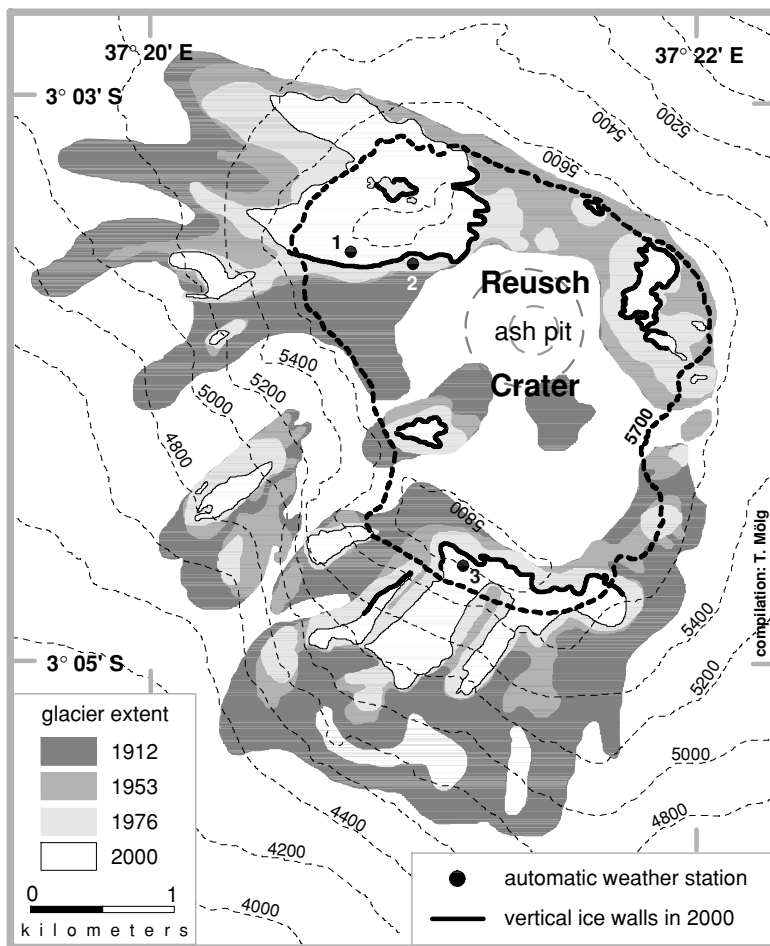 37° 20' E
37° 22' E
3° 03' S
5200
5400
5600
1
2
Reusch
ash pit
Crater
5400
5200
5000
4800
5700
5800
3
3° 05' S
5400
5200
5000
4800
4400
4200
4000
compilation: T. Mölg
glacier extent
1912
1953
1976
2000
0 1
kilometers
automatic weather station
vertical ice walls in 2000